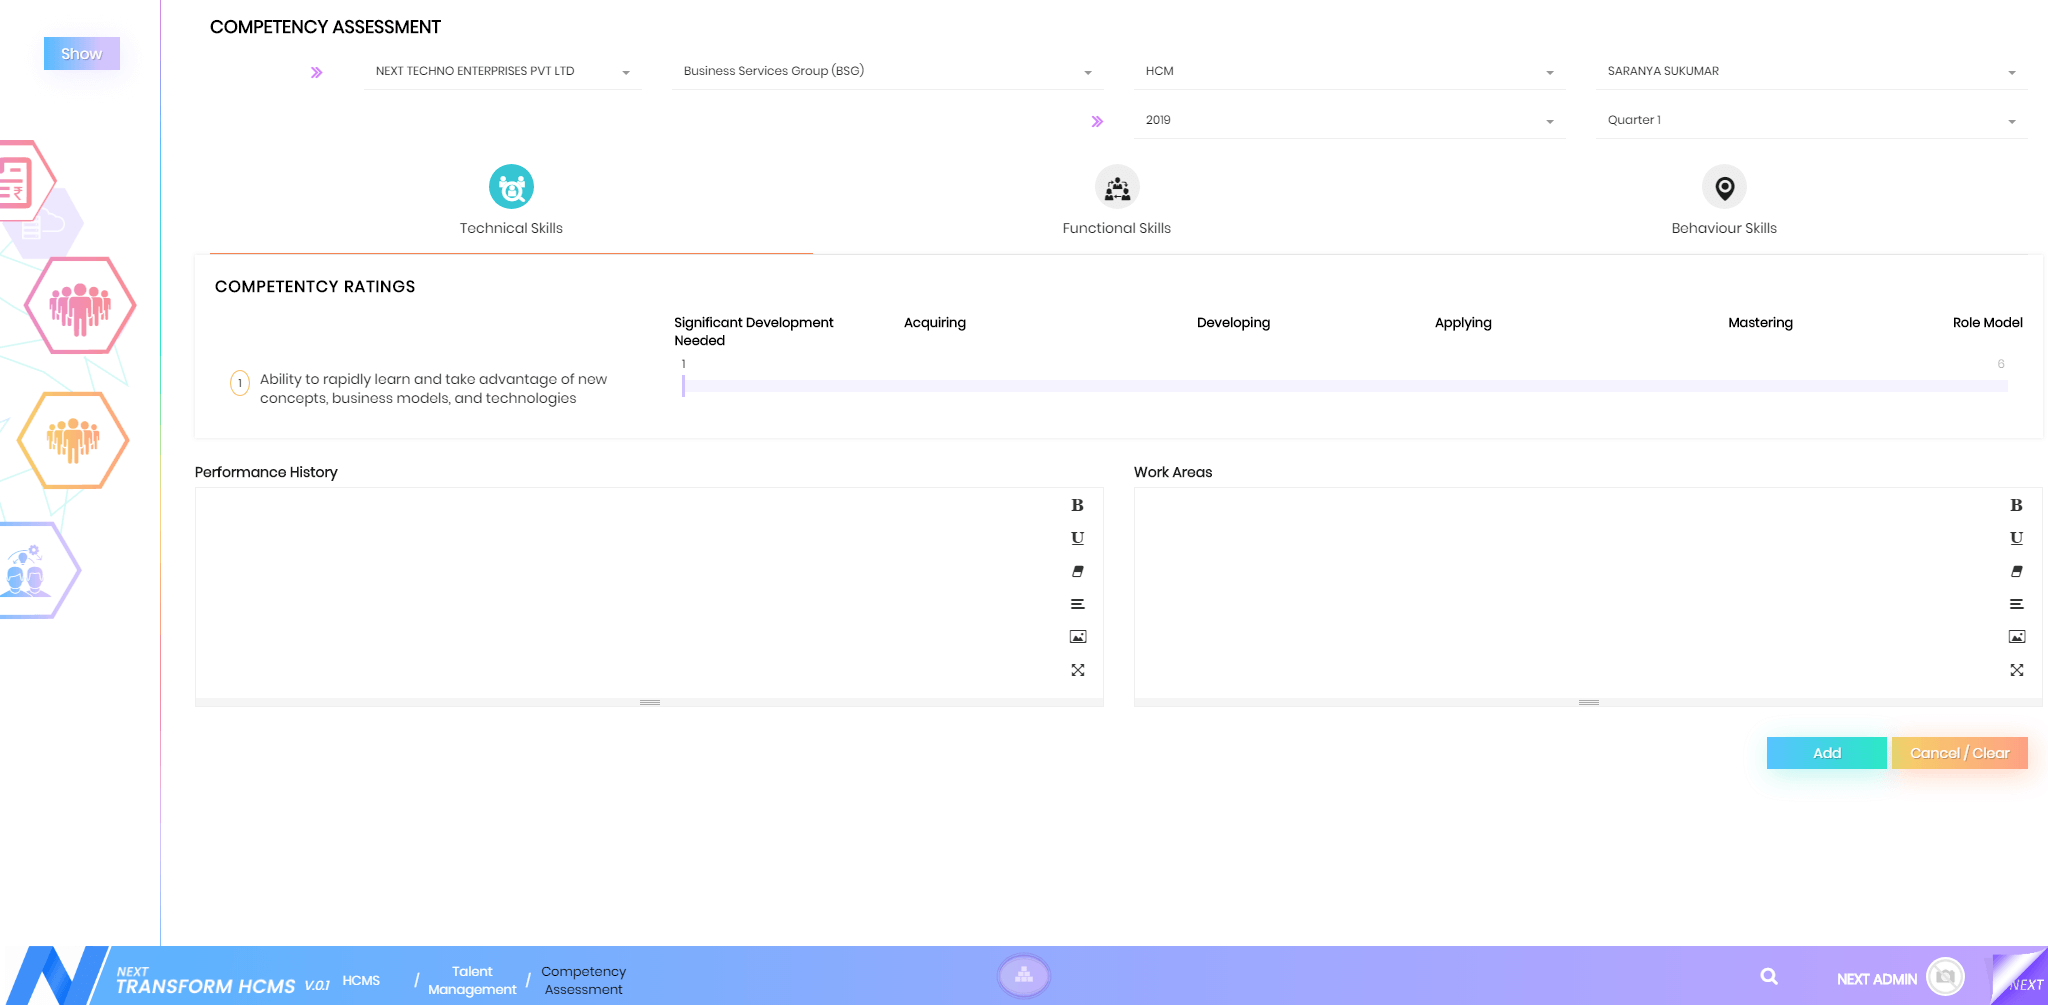 Show
COMPETENCY ASSESSMENT
NEXT TECHNO ENTERPRISES PVT LTD
Business Services Group (BSG)
HCM
SARANYA SUKUMAR
2019
Quarter 1
Technical Skills
Functional Skills
Behaviour Skills
COMPETENTCY RATINGS
Significant Development
Needed
Acquiring
Developing
Applying
Mastering
Role Model
1
6
1
Ability to rapidly learn and take advantage of new
concepts, business models, and technologies
Performance History
Work Areas
B
U
B
U
Add
Cancel / Clear
NEXT
TRANSFORM HCMS V.0.1
HCMS
/
Talent
Management
/
Competency
Assessment
NEXT ADMIN
NEXT